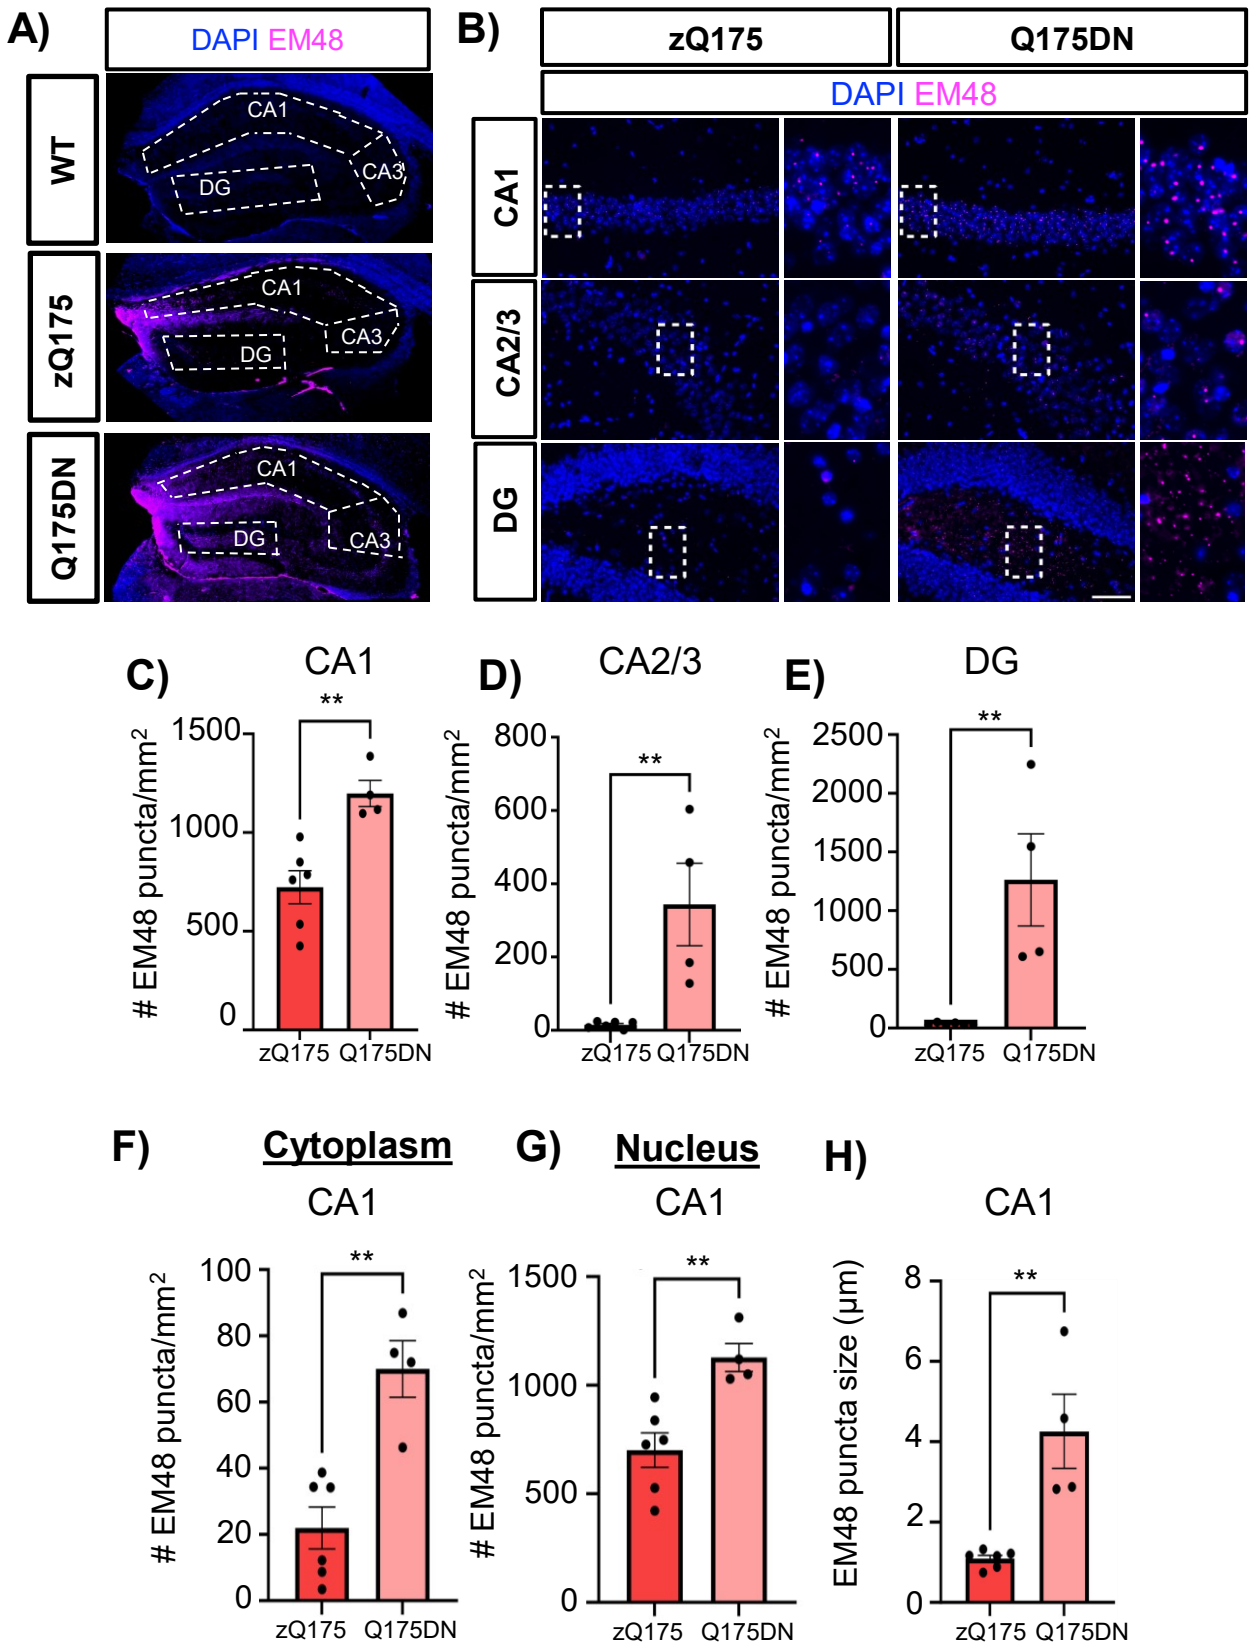 A)
DAPI EM48
WT
CA1
CA3
DG
zQ175
CA1
CA3
DG
Q175DN
CA1
CA3
DG
B)
zQ175
Q175DN
DAPI EM48
CA1
CA2/3
DG
C)
CA1
**
# EM48 puncta/mm²
1500
1000
500
0
zQ175
Q175DN
D)
CA2/3
**
# EM48 puncta/mm²
800
600
400
200
0
zQ175
Q175DN
E)
DG
**
# EM48 puncta/mm²
2500
2000
1500
1000
500
0
zQ175
Q175DN
F)
Cytoplasm
CA1
**
# EM48 puncta/mm²
100
80
60
40
20
0
zQ175
Q175DN
G)
Nucleus
CA1
**
# EM48 puncta/mm²
1500
1000
500
0
zQ175
Q175DN
H)
CA1
**
EM48 puncta size (µm)
8
6
4
2
0
zQ175
Q175DN